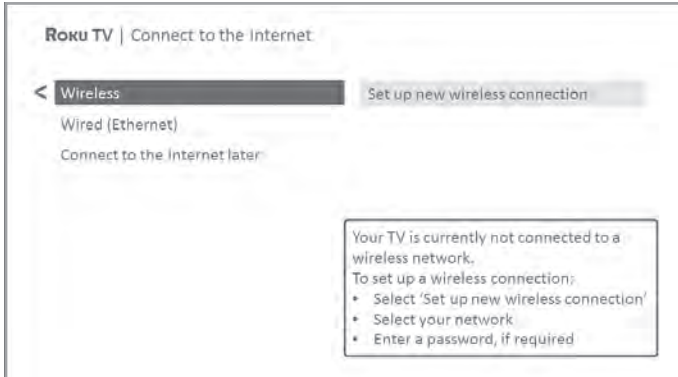 ROKU TV | Connect to the Internet
< Wireless
Set up new wireless connection
Wired (Ethernet)
Connect to the Internet later
Your TV is currently not connected to a
wireless network.
To set up a wireless connection:
• Select 'Set up new wireless connection'
• Select your network
• Enter a password, if required